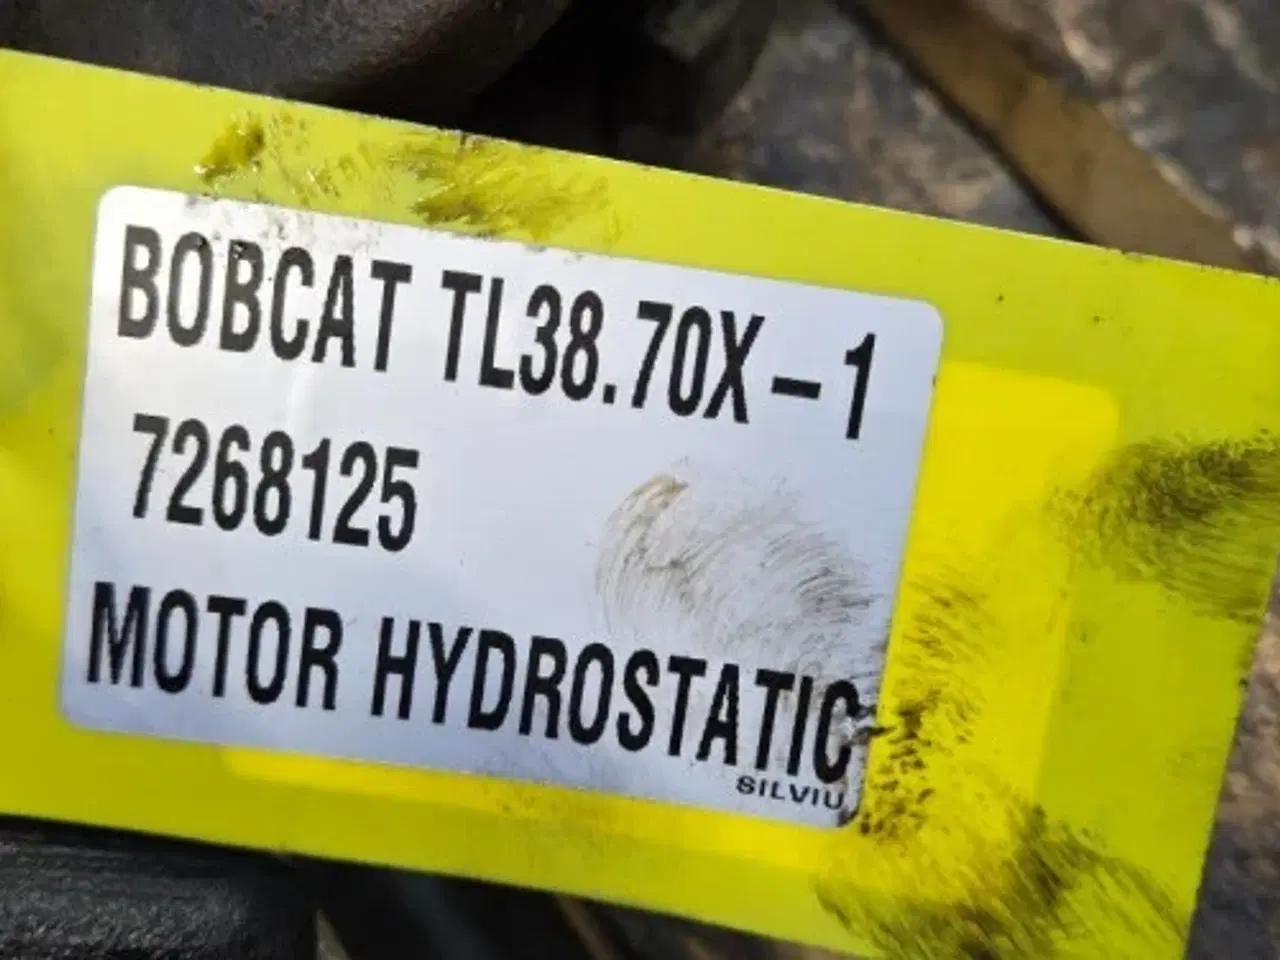 BOBCAT TL38.70X-1
7268125
MOTOR HYDROSTATIC
SILVIU